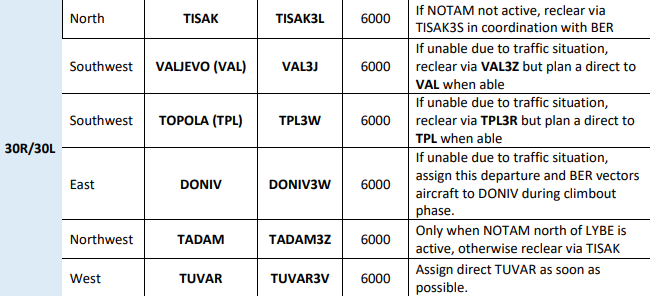 North TISAK TISAK3L 6000 If NOTAM not active, reclear via
TISAK3S in coordination with BER
Southwest VALJEVO (VAL) VAL3J 6000 If unable due to traffic situation,
reclear via VAL3Z but plan a direct to
VAL when able
Southwest TOPOLA (TPL) TPL3W 6000 If unable due to traffic situation,
reclear via TPL3R but plan a direct to
TPL when able
30R/30L
East DONIV DONIV3W 6000 If unable due to traffic situation,
assign this departure and BER vectors
aircraft to DONIV during climbout
phase.
Northwest TADAM TADAM3Z 6000 Only when NOTAM north of LYBE is
active, otherwise reclear via TISAK
West TUVAR TUVAR3V 6000 Assign direct TUVAR as soon as
possible.